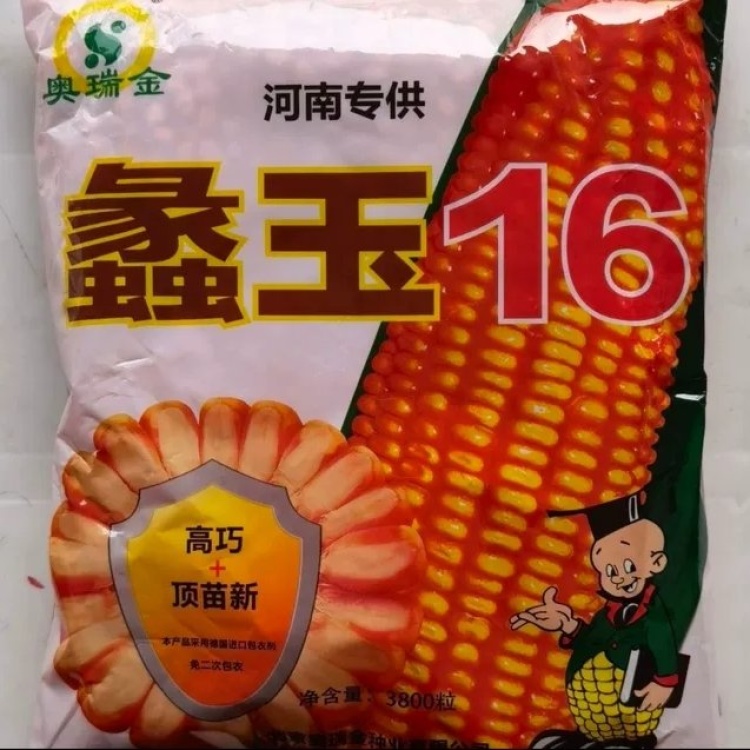 奥瑞金
河南专供
蠡玉16
高巧
+
顶苗新
本产品采用德国进口包衣剂
免二次包衣
净含量：3800粒